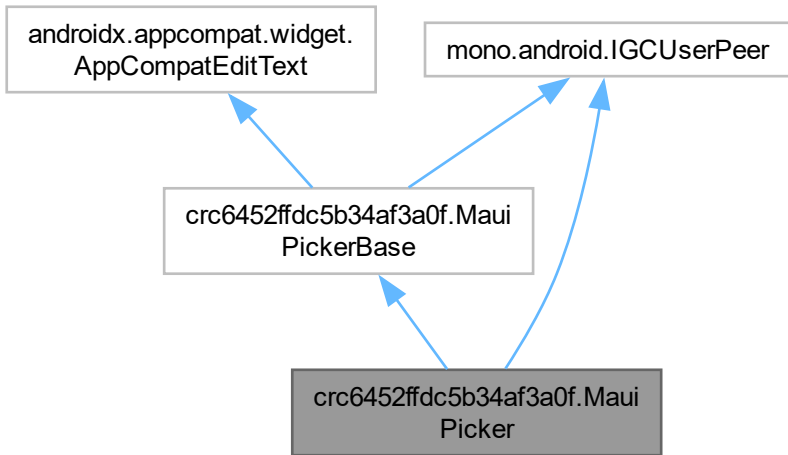 androidx.appcompat.widget.
AppCompatEditText
mono.android.IGCUserPeer
crc6452ffdc5b34af3a0f.Maui
PickerBase
crc6452ffdc5b34af3a0f.Maui
Picker